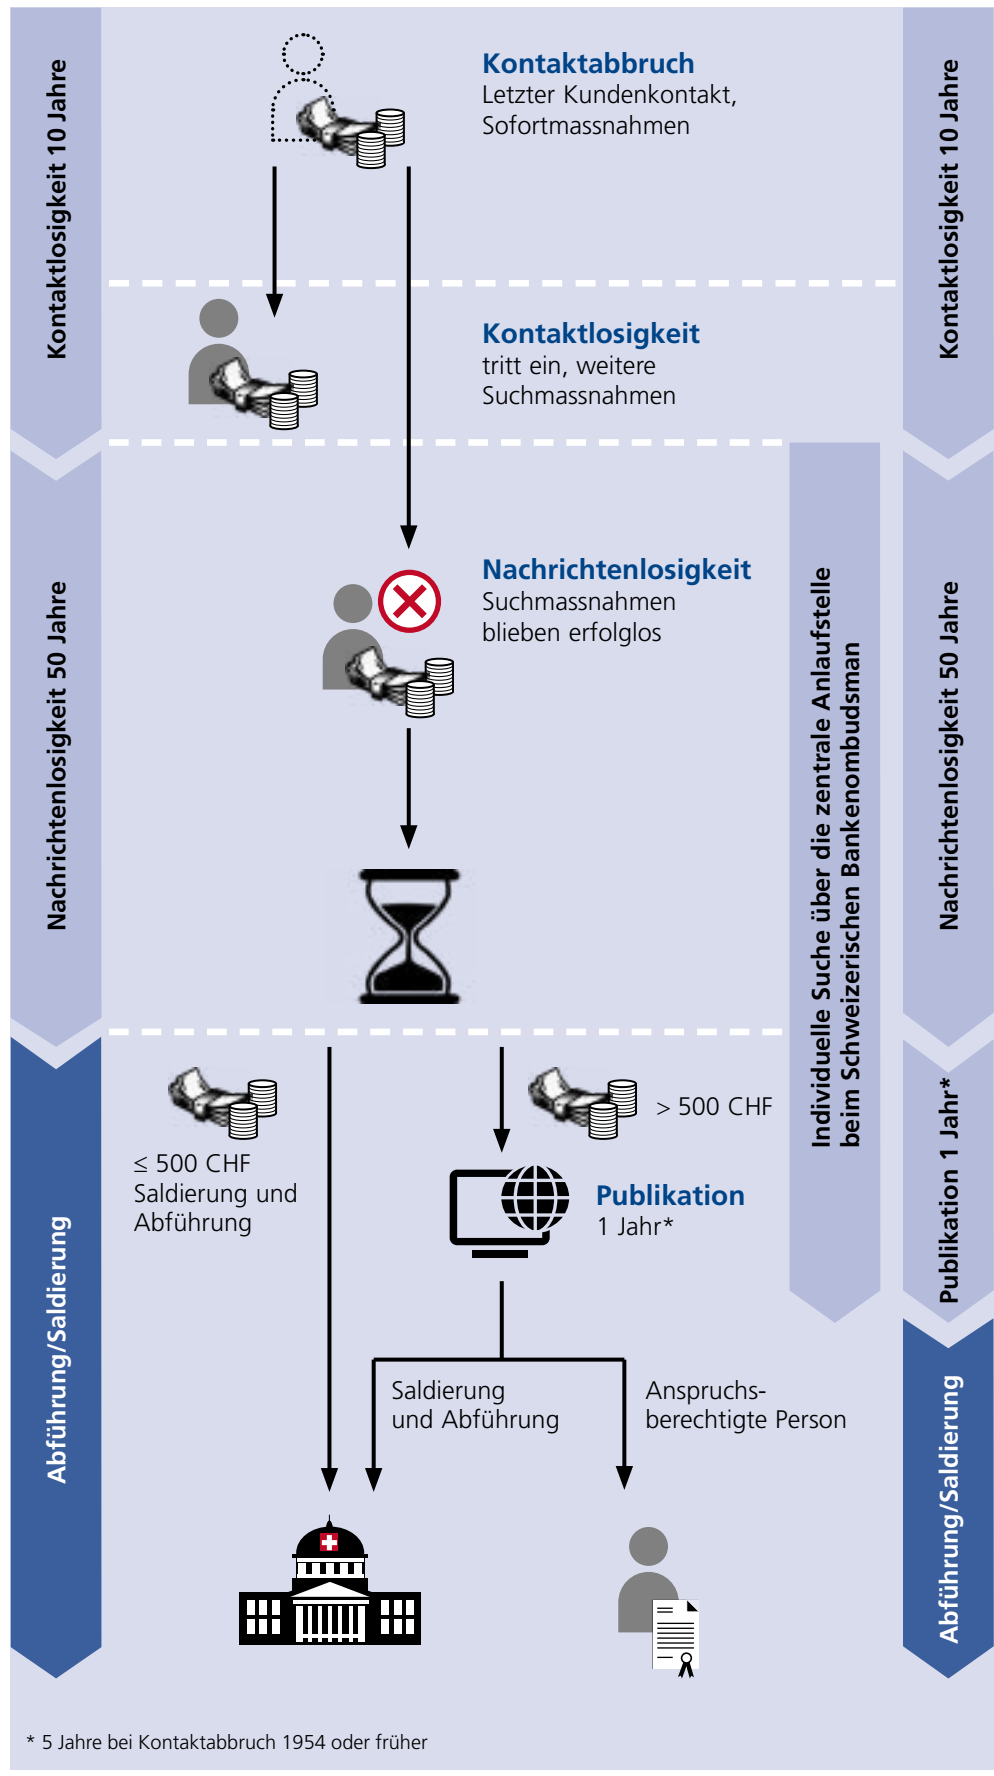 Kontaktlosigkeit 10 Jahre
Nachrichtenlosigkeit 50 Jahre
Abführung/Saldierung
Kontaktabbruch
Letzter Kundenkontakt,
Sofortmassnahmen
Kontaktlosigkeit
tritt ein, weitere
Suchmassnahmen
Nachrichtenlosigkeit
Suchmassnahmen
blieben erfolglos
≤ 500 CHF
Saldierung und
Abführung
> 500 CHF
Publikation
1 Jahr*
Saldierung
und Abführung
Anspruchs-
berechtigte Person
Individuelle Suche über die zentrale Anlaufstelle
beim Schweizerischen Bankenombudsman
Kontaktlosigkeit 10 Jahre
Nachrichtenlosigkeit 50 Jahre
Publikation 1 Jahr*
Abführung/Saldierung
* 5 Jahre bei Kontaktabbruch 1954 oder früher